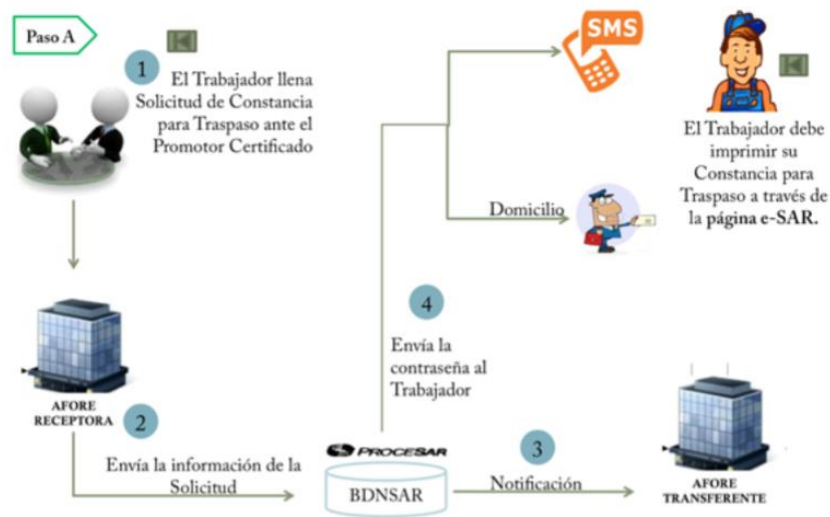 Paso A
1
El Trabajador llena
Solicitud de Constancia
para Traspaso ante el
Promotor Certificado
SMS
El Trabajador debe
imprimir su
Constancia para
Traspaso a través de
la página e-SAR.
Domicilio
4
Envía la
contraseña al
Trabajador
AFORE
RECEPTORA
2
Envía la información de la
Solicitud
PROCESAR
BDNSAR
3
Notificación
AFORE
TRANSFERENTE